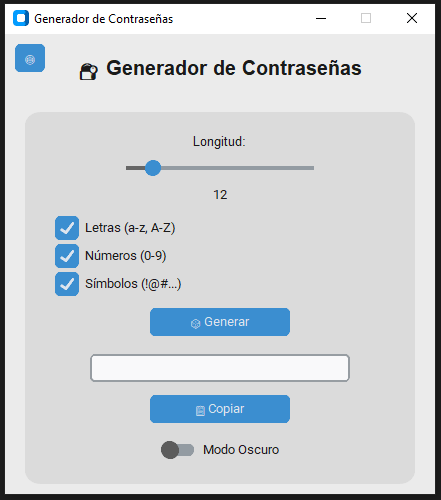 Generador de Contraseñas
Generador de Contraseñas
Longitud:
12
Letras (a-z, A-Z)
Números (0-9)
Símbolos (!@#...)
Generar
Copiar
Modo Oscuro